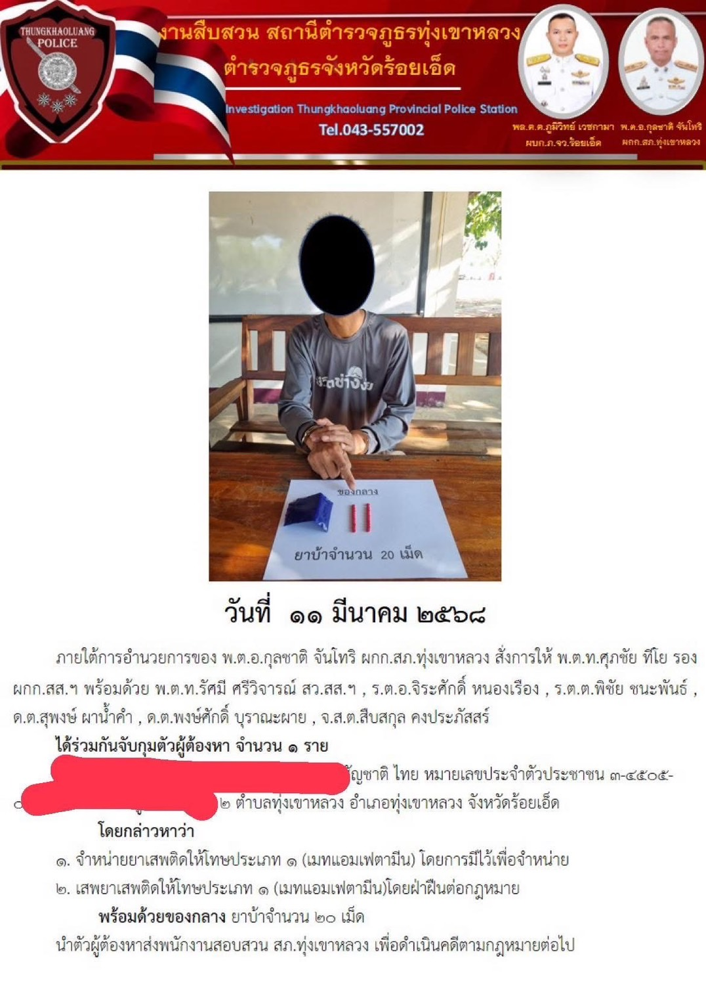 THUNGKHAOLUANG
POLICE
งานสืบสวน สถานีตำรวจภูธรทุ่งเขาหลวง
ตำรวจภูธรจังหวัดร้อยเอ็ด
Investigation Thungkhaoluang Provincial Police Station
Tel.043-557002
พล.ต.ต.ภูมิวิทย์ เวชกามา
ผบก.ภ.จว.ร้อยเอ็ด
พ.ต.อ.กุลชาติ จันโทริ
ผกก.สภ.ทุ่งเขาหลวง
ของกลาง
ยาบ้าจำนวน 20 เม็ด
วันที่ ๑๑ มีนาคม ๒๕๖๘
ภายใต้การอำนวยการของ พ.ต.อ.กุลชาติ จันโทริ ผกก.สภ.ทุ่งเขาหลวง สั่งการให้ พ.ต.ท.ศุภชัย ทีโย รอง
ผกก.สส.ฯ พร้อมด้วย พ.ต.ท.รัศมี ศรีวิจารณ์ สว.สส.ฯ , ร.ต.อ.จิระศักดิ์ หนองเรือง , ร.ต.ต.พิชัย ชนะพันธ์ ,
ด.ต.สุพงษ์ ผาน้ำคำ , ด.ต.พงษ์ศักดิ์ บุราณะผาย , จ.ส.ต.สืบสกุล คงประภัสสร์
ได้ร่วมกันจับกุมตัวผู้ต้องหา จำนวน ๑ ราย
สัญชาติ ไทย หมายเลขประจำตัวประชาชน ๓-๔๕๐๕-
๒ ตำบลทุ่งเขาหลวง อำเภอทุ่งเขาหลวง จังหวัดร้อยเอ็ด
โดยกล่าวหาว่า
๑. จำหน่ายยาเสพติดให้โทษประเภท ๑ (เมทแอมเฟตามีน) โดยการมีไว้เพื่อจำหน่าย
๒. เสพยาเสพติดให้โทษประเภท ๑ (เมทแอมเฟตามีน)โดยฝ่าฝืนต่อกฎหมาย
พร้อมด้วยของกลาง ยาบ้าจำนวน ๒๐ เม็ด
นำตัวผู้ต้องหาส่งพนักงานสอบสวน สภ.ทุ่งเขาหลวง เพื่อดำเนินคดีตามกฎหมายต่อไป